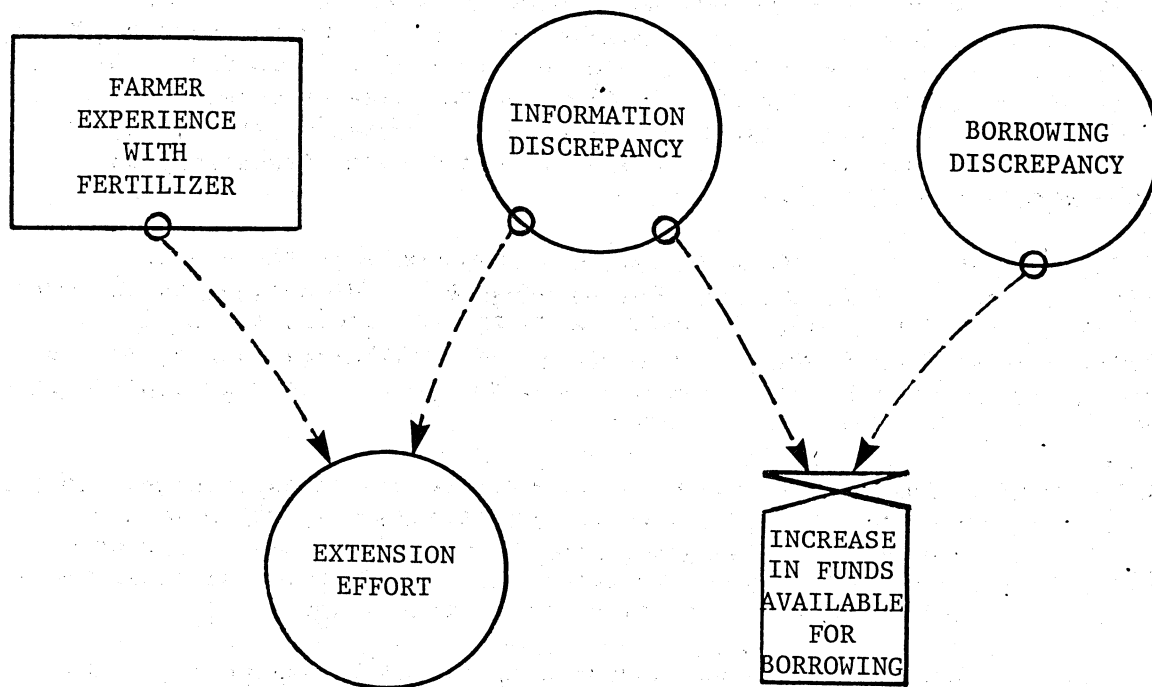 FARMER
EXPERIENCE
WITH
FERTILIZER
INFORMATION
DISCREPANCY
BORROWING
DISCREPANCY
EXTENSION
EFFORT
INCREASE
IN FUNDS
AVAILABLE
FOR
BORROWING